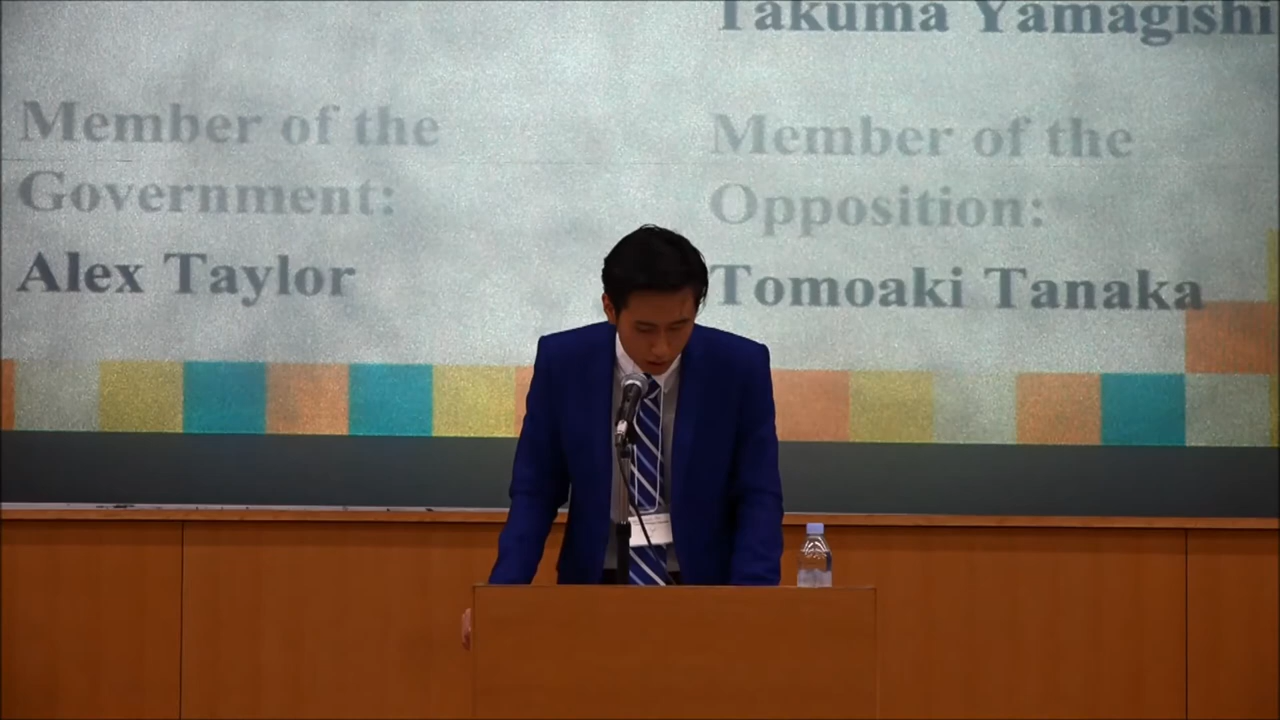 Takuma Yamagishi
Member of the
Government:
Alex Taylor
Member of the
Opposition:
Tomoaki Tanaka